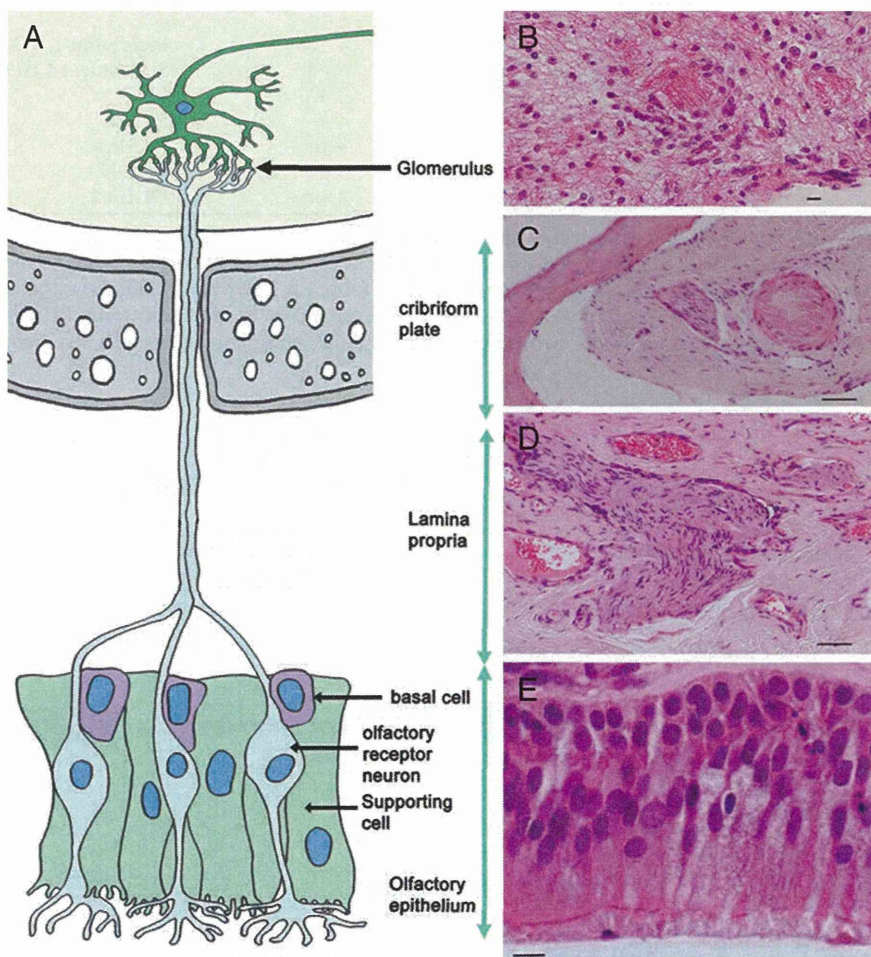 A
B
Glomerulus
C
cribriform
plate
D
Lamina
propria
E
basal cell
olfactory
receptor
neuron
Supporting
cell
Olfactory
epithelium